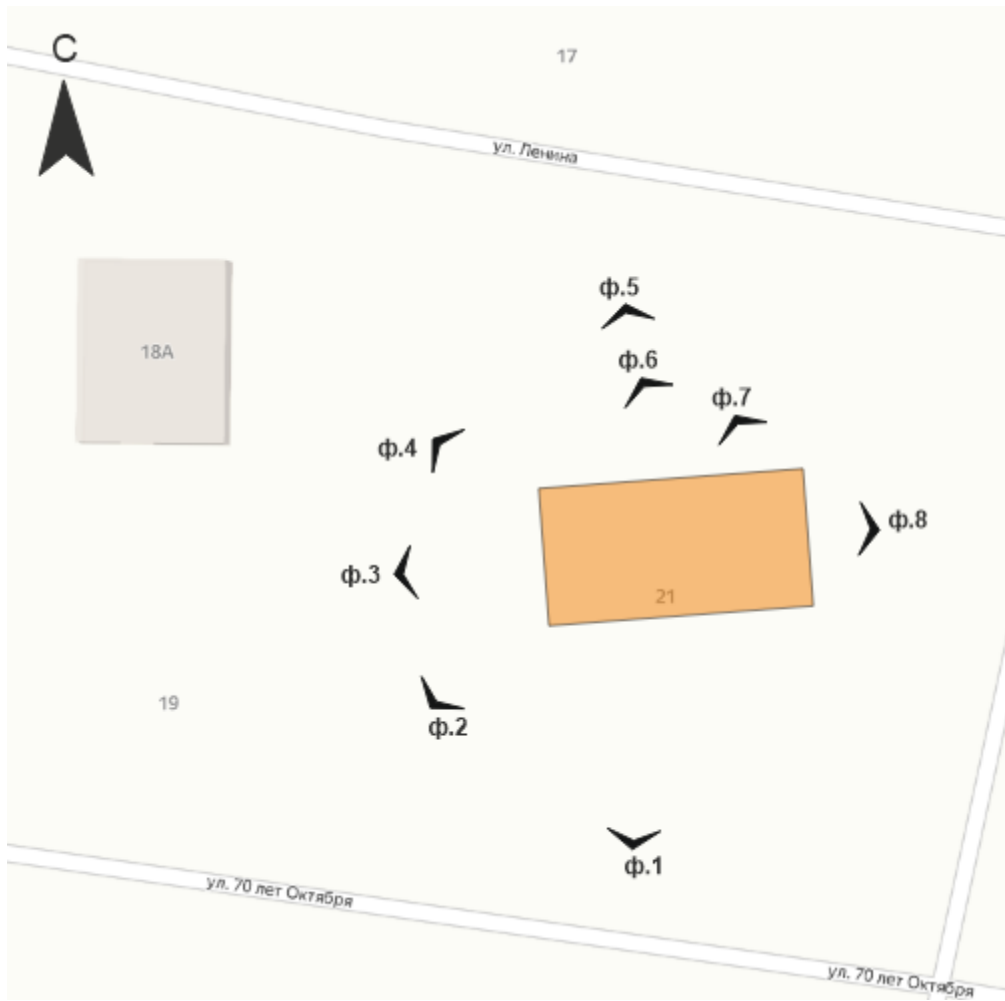 С
17
ул. Ленина
ф.5
18А
ф.6
ф.7
ф.4
ф.8
ф.3
21
19
ф.2
ф.1
ул. 70 лет Октября
ул. 70 лет Октября